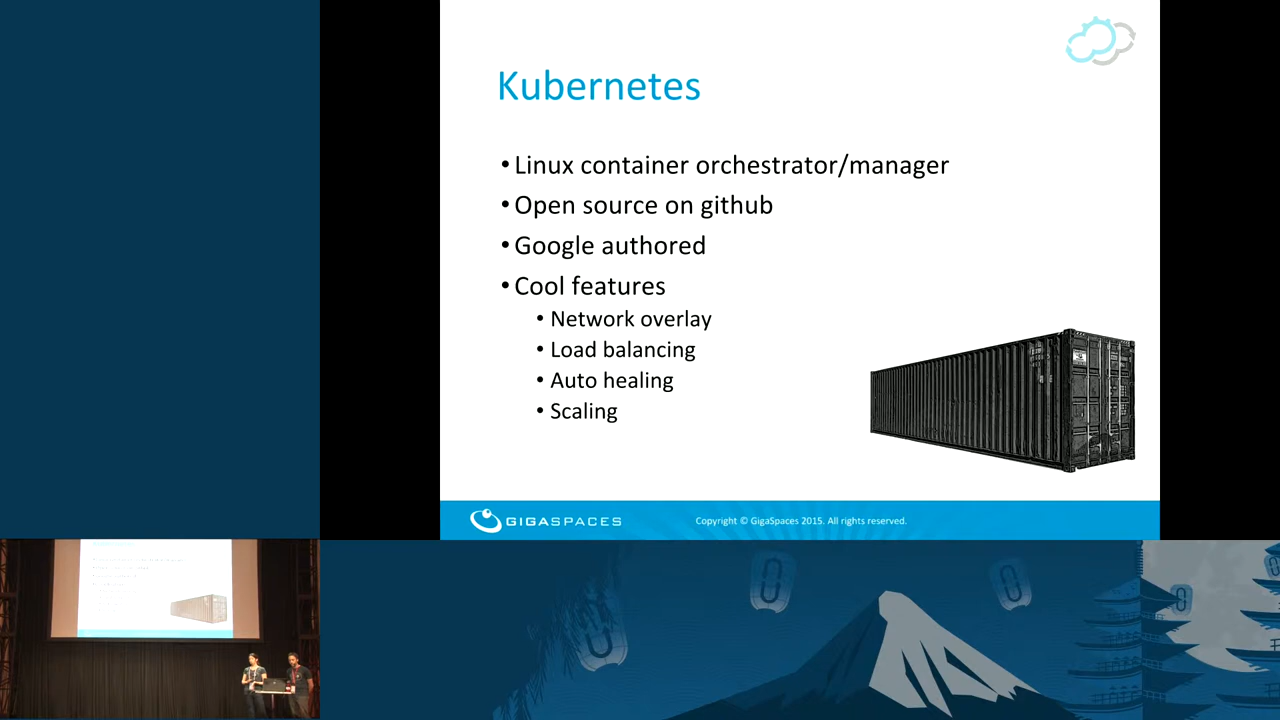 Kubernetes
• Linux container orchestrator/manager
• Open source on github
• Google authored
• Cool features
• Network overlay
• Load balancing
• Auto healing
• Scaling
GIGASPACES
Copyright © GigaSpaces 2015. All rights reserved.